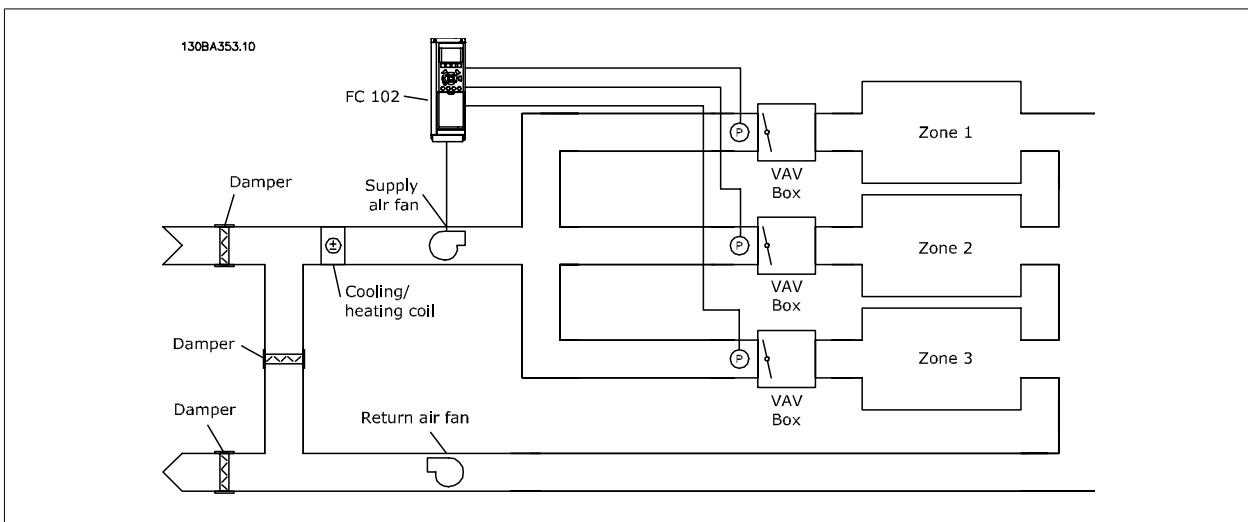 130BA353.10
FC 102
P
VAV
Box
Zone 1
Damper
Supply
air fan
P
VAV
Box
Zone 2
±
Cooling/
heating coil
Damper
P
VAV
Box
Zone 3
Damper
Return air fan